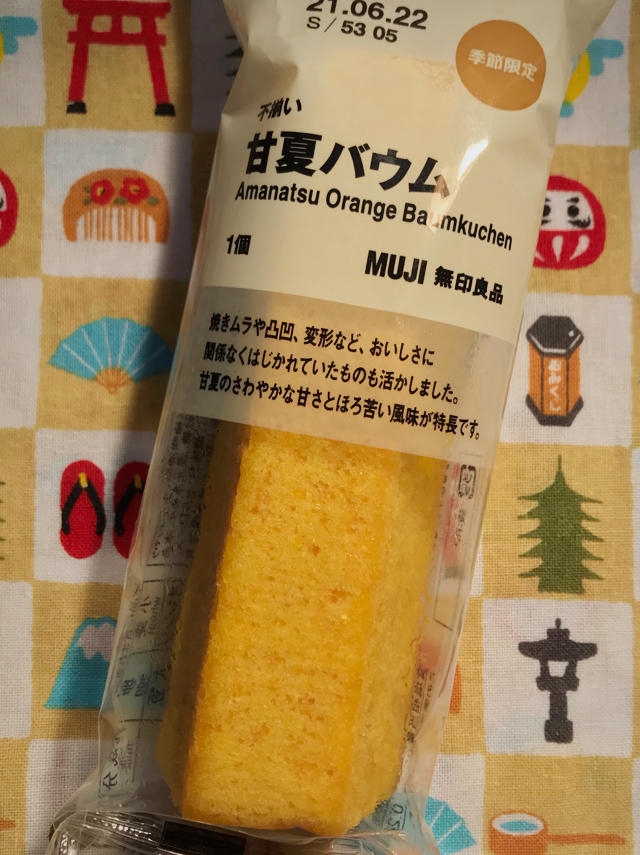 21.06.22
S/53 05
季節限定
不揃い
甘夏バウム
Amanatsu Orange Baumkuchen
1個
MUJI 無印良品
焼きムラや凸凹、変形など、おいしさに
関係なくはじかれていたものも活かしました。
甘夏のさわやかな甘さとほろ苦い風味が特長です。
おみくじ